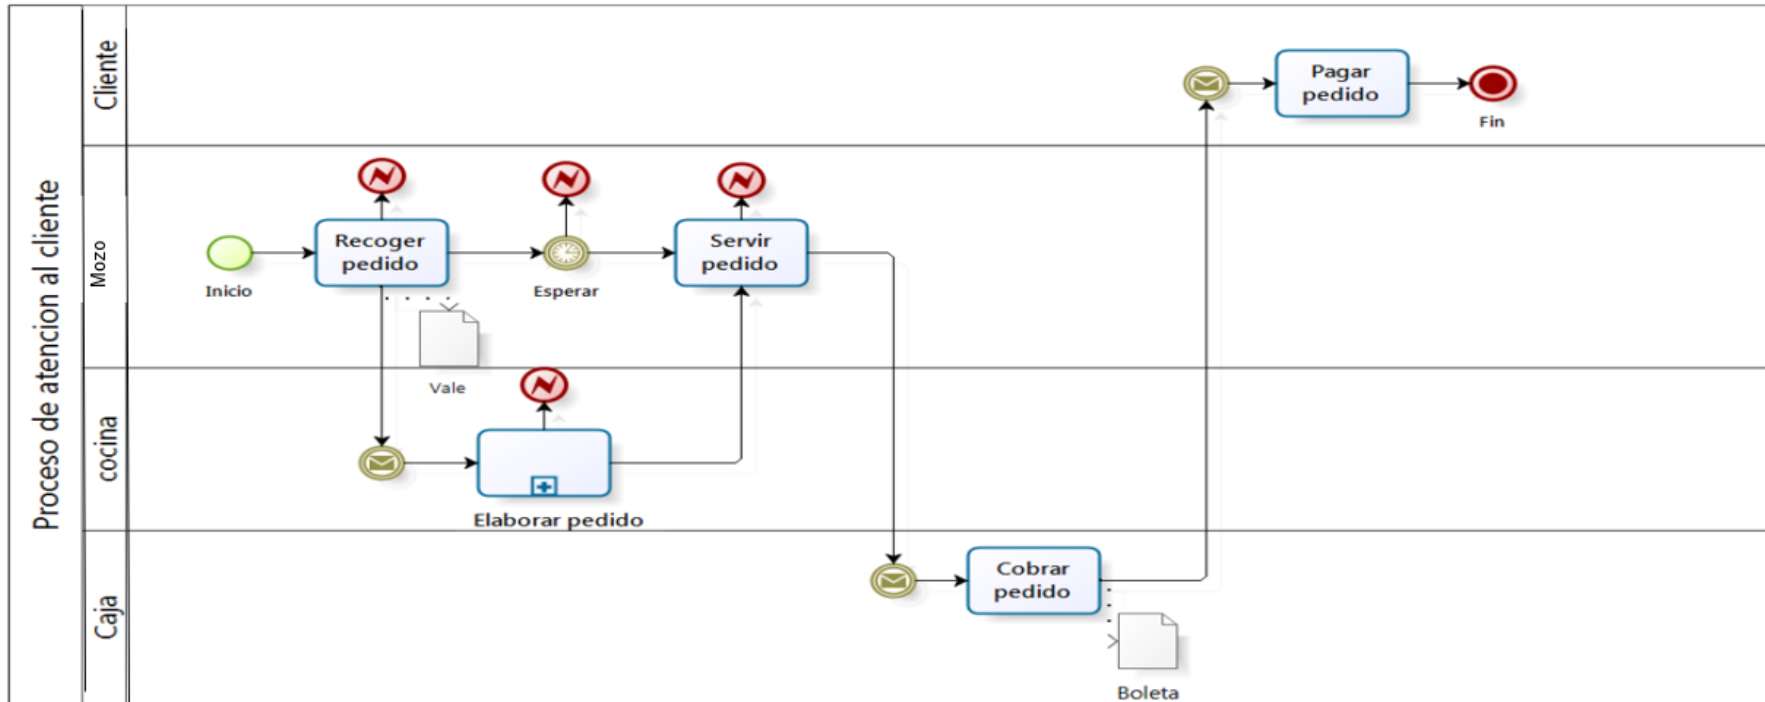 Proceso de atencion al cliente
Cliente
Pagar
pedido
Fin
Mozo
Inicio
Recoger
pedido
Esperar
Servir
pedido
Vale
cocina
Elaborar pedido
Caja
Cobrar
pedido
Boleta